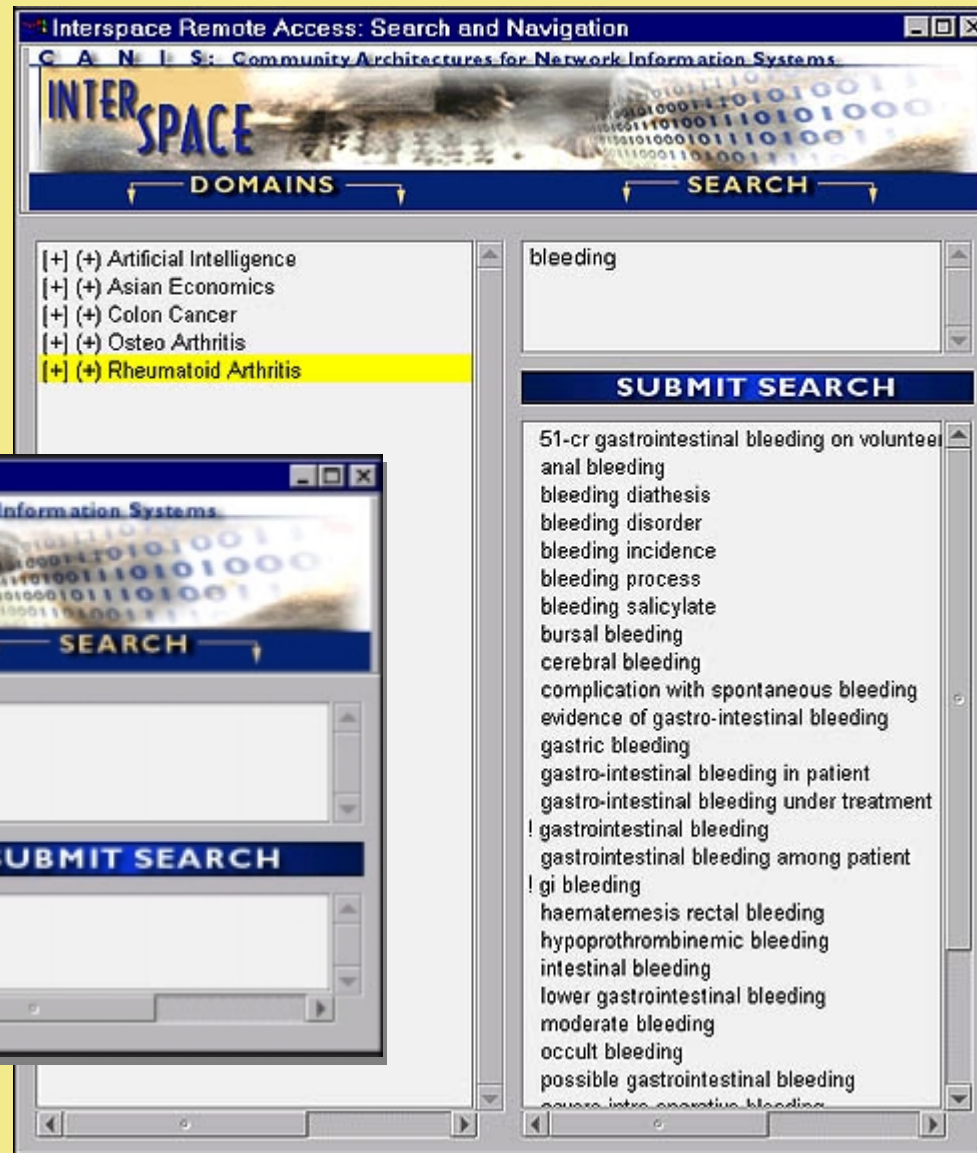 Interspace Remote Access: Search and Navigation
C A N I S: Community Architectures for Network Information Systems
INTERSPACE
DOMAINS
SEARCH
[+] (+) Artificial Intelligence
[+] (+) Asian Economics
[+] (+) Colon Cancer
[+] (+) Osteo Arthritis
[+] (+) Rheumatoid Arthritis
bleeding
SUBMIT SEARCH
51-cr gastrointestinal bleeding on volunteer
anal bleeding
bleeding diathesis
bleeding disorder
bleeding incidence
bleeding process
bleeding salicylate
bursal bleeding
cerebral bleeding
complication with spontaneous bleeding
evidence of gastro-intestinal bleeding
gastric bleeding
gastro-intestinal bleeding in patient
gastro-intestinal bleeding under treatment
! gastrointestinal bleeding
gastrointestinal bleeding among patient
! gi bleeding
haematemesis rectal bleeding
hypoprothrombinemic bleeding
intestinal bleeding
lower gastrointestinal bleeding
moderate bleeding
occult bleeding
possible gastrointestinal bleeding
Information Systems
SEARCH
SUBMIT SEARCH